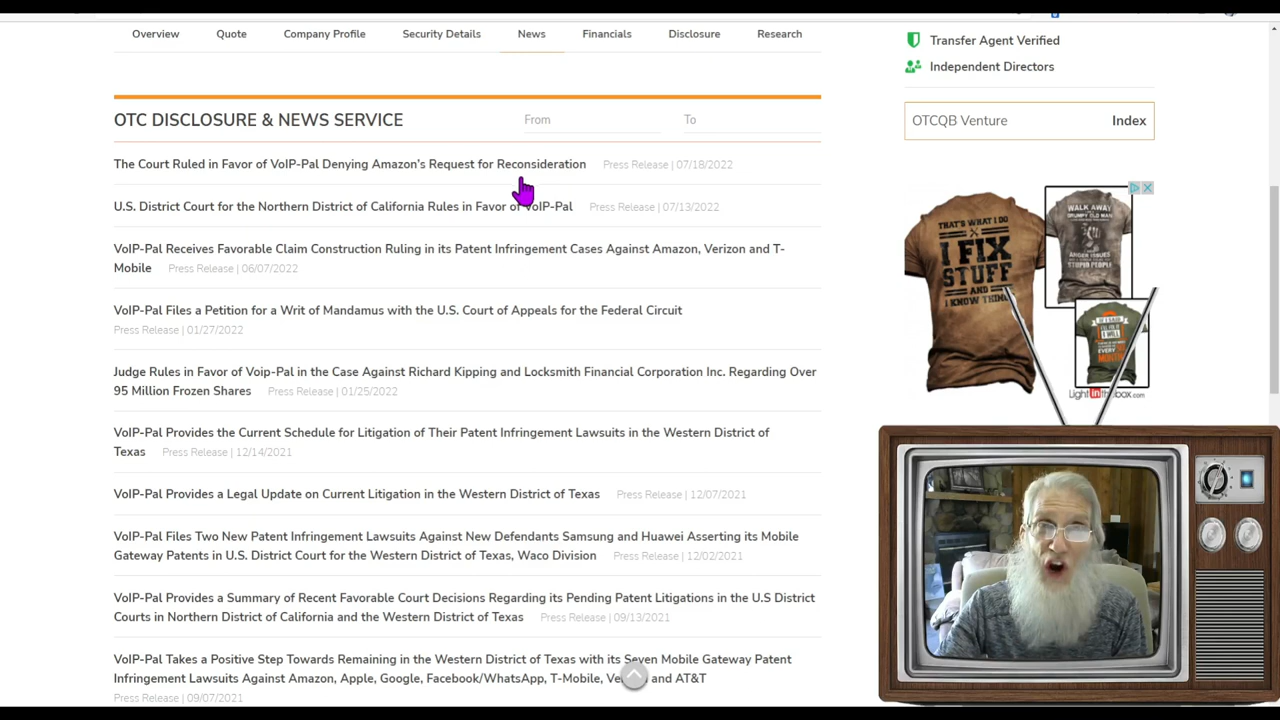 Overview Quote Company Profile Security Details News Financials Disclosure Research
Transfer Agent Verified
Independent Directors
OTC DISCLOSURE & NEWS SERVICE From To
OTCQB Venture Index
The Court Ruled in Favor of VoIP-Pal Denying Amazon's Request for Reconsideration Press Release | 07/18/2022
U.S. District Court for the Northern District of California Rules in Favor of VoIP-Pal Press Release | 07/13/2022
VoIP-Pal Receives Favorable Claim Construction Ruling in its Patent Infringement Cases Against Amazon, Verizon and T-
Mobile Press Release | 06/07/2022
VoIP-Pal Files a Petition for a Writ of Mandamus with the U.S. Court of Appeals for the Federal Circuit
Press Release | 01/27/2022
Judge Rules in Favor of Voip-Pal in the Case Against Richard Kipping and Locksmith Financial Corporation Inc. Regarding Over
95 Million Frozen Shares Press Release | 01/25/2022
VoIP-Pal Provides the Current Schedule for Litigation of Their Patent Infringement Lawsuits in the Western District of
Texas Press Release | 12/14/2021
VoIP-Pal Provides a Legal Update on Current Litigation in the Western District of Texas Press Release | 12/07/2021
VoIP-Pal Files Two New Patent Infringement Lawsuits Against New Defendants Samsung and Huawei Asserting its Mobile
Gateway Patents in U.S. District Court for the Western District of Texas, Waco Division Press Release | 12/02/2021
VoIP-Pal Provides a Summary of Recent Favorable Court Decisions Regarding its Pending Patent Litigations in the U.S District
Courts in Northern District of California and the Western District of Texas Press Release | 09/13/2021
VoIP-Pal Takes a Positive Step Towards Remaining in the Western District of Texas with its Seven Mobile Gateway Patent
Infringement Lawsuits Against Amazon, Apple, Google, Facebook/WhatsApp, T-Mobile, and AT&T
Press Release | 09/07/2021
THAT'S WHAT I DO
I FIX
STUFF
AND
I KNOW THINGS
WALK AWAY
GRUMPY OLD MAN
STUPID PEOPLE
I WILL
EVERY
MONTHS
LightInthebox.com